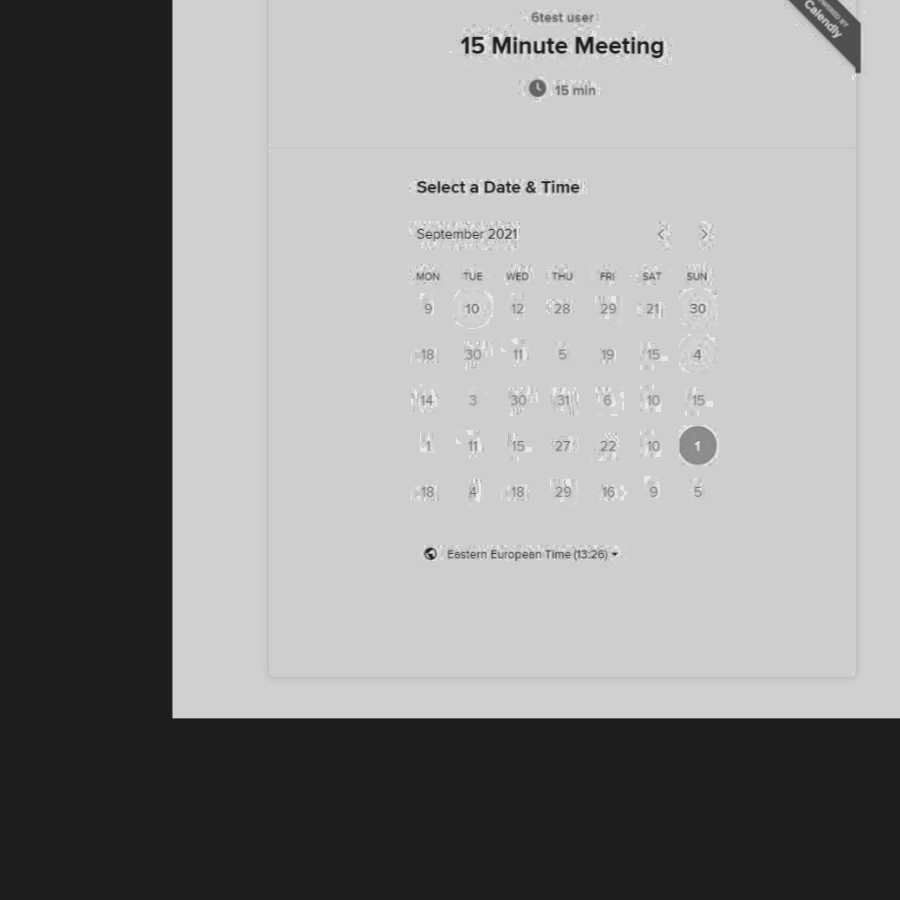 POWERED BY
Calendly
6test user
15 Minute Meeting
15 min
Select a Date & Time
September 2021
MON TUE WED THU FRI SAT SUN
9 10 12 28 29 21 30
18 30 11 5 19 15 4
14 3 30 31 6 10 15
1 11 15 27 22 10 1
18 4 18 29 16 9 5
Eastern European Time (13:26)